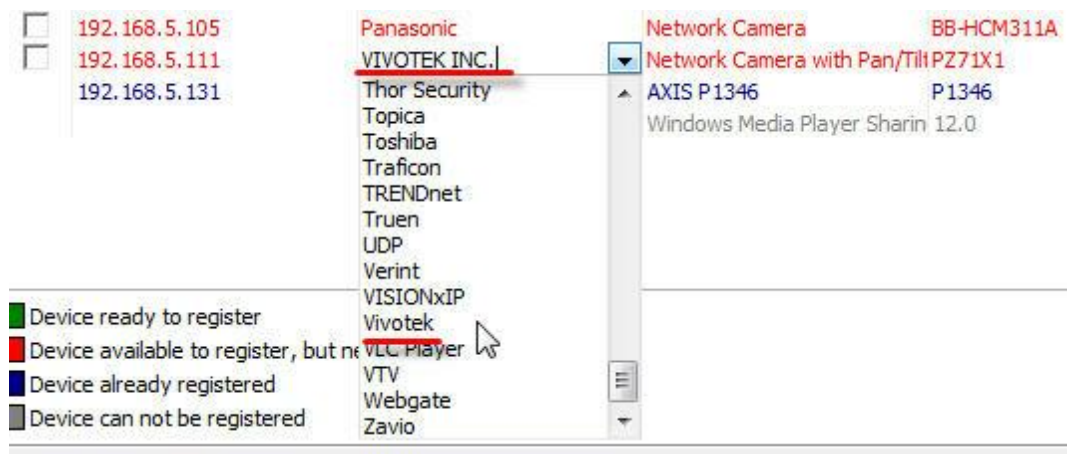 192.168.5.105 Panasonic Network Camera BB-HCM311A
192.168.5.111 VIVOTEK INC. Network Camera with Pan/Tilt PZ71X1
192.168.5.131 AXIS P1346 P1346
Windows Media Player Sharin 12.0
Thor Security
Topica
Toshiba
Traficon
TRENDnet
Truen
UDP
Verint
VISIONxIP
Vivotek
VLC Player
VTV
Webgate
Zavio
Device ready to register
Device available to register, but ne
Device already registered
Device can not be registered